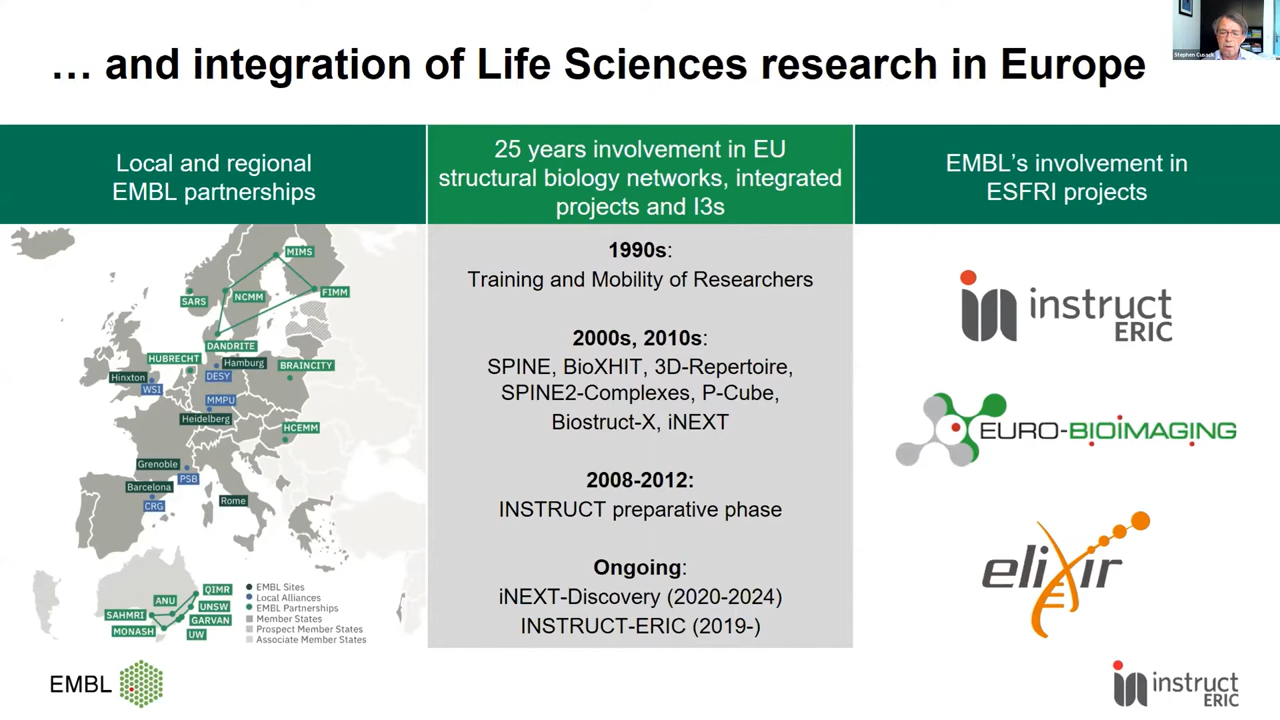 Stephen Cusack
… and integration of Life Sciences research in Europe
Local and regional
EMBL partnerships
25 years involvement in EU
structural biology networks, integrated
projects and I3s
EMBL's involvement in
ESFRI projects
MIMS
SARS
NCMM
FIMM
DANDRITE
HUBRECHT
Hamburg
BRAINCITY
Hinxton
DESY
WSI
MMPU
Heidelberg
HCEMM
Grenoble
PSB
Barcelona
CRG
Rome
QIMR
ANU
UNSW
SAHMRI
GARVAN
MONASH
UW
EMBL Sites
Local Alliances
EMBL Partnerships
Member States
Prospect Member States
Associate Member States
1990s:
Training and Mobility of Researchers
2000s, 2010s:
SPINE, BioXHIT, 3D-Repertoire,
SPINE2-Complexes, P-Cube,
Biostruct-X, iNEXT
2008-2012:
INSTRUCT preparative phase
Ongoing:
iNEXT-Discovery (2020-2024)
INSTRUCT-ERIC (2019-)
in instruct
ERIC
EURO-BIOIMAGING
elixir
EMBL
in instruct
ERIC